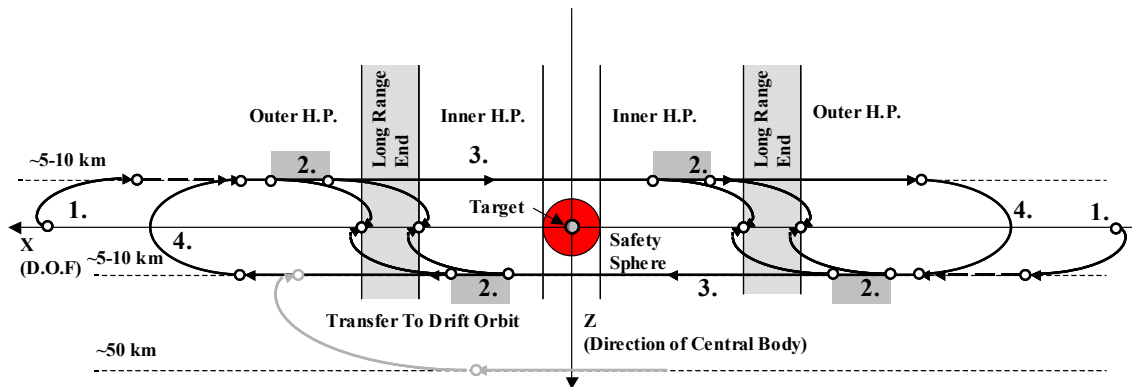 Long Range
End
Long Range
End
Outer H.P.
Inner H.P.
Inner H.P.
Outer H.P.
~5-10 km
2.
3.
2.
1.
Target
4.
1.
X
(D.O.F)
4.
~5-10 km
Safety
Sphere
2.
3.
2.
Transfer To Drift Orbit
Z
(Direction of Central Body)
~50 km